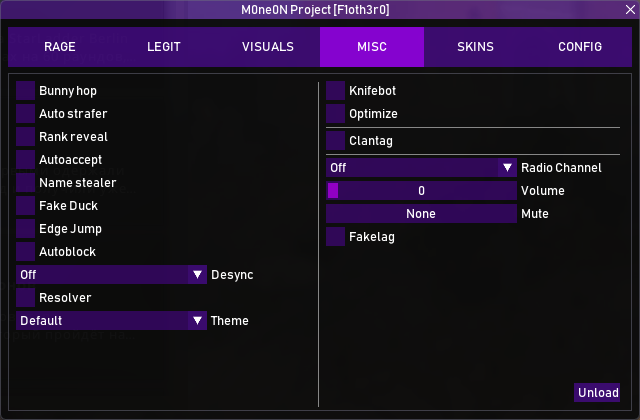 M0ne0N Project [F1oth3r0]
RAGE LEGIT VISUALS MISC SKINS CONFIG
Bunny hop
Auto strafer
Rank reveal
Autoaccept
Name stealer
Fake Duck
Edge Jump
Autoblock
Off Desync
Resolver
Default Theme
Knifebot
Optimize
Clantag
Off Radio Channel
0 Volume
None Mute
Fakelag
Unload